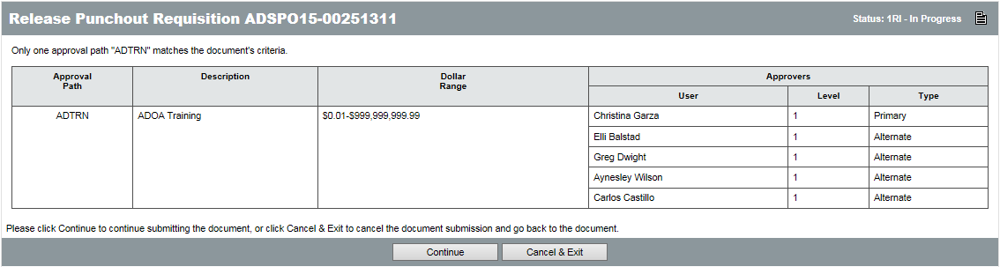 Release Punchout Requisition ADSPO15-00251311
Status: 1RI - In Progress
Only one approval path "ADTRN" matches the document's criteria.
Approval Path
Description
Dollar Range
Approvers
User
Level
Type
ADTRN
ADOA Training
$0.01-$999,999,999.99
Christina Garza 1 Primary
Elli Balstad 1 Alternate
Greg Dwight 1 Alternate
Aynesley Wilson 1 Alternate
Carlos Castillo 1 Alternate
Please click Continue to continue submitting the document, or click Cancel & Exit to cancel the document submission and go back to the document.
Continue
Cancel & Exit